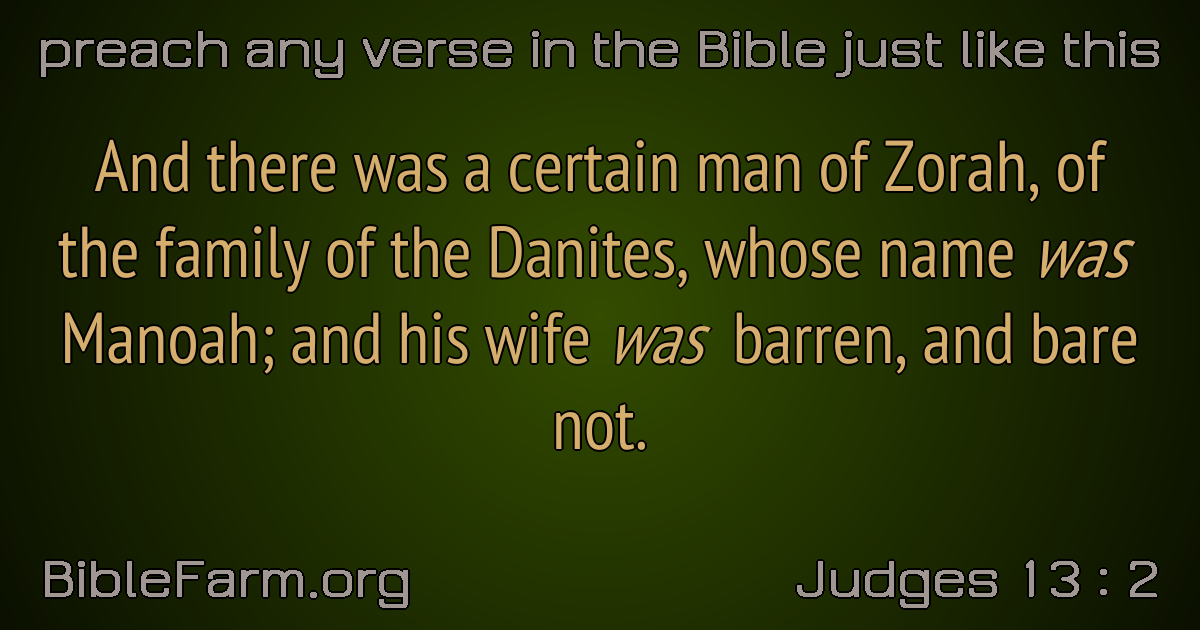 preach any verse in the Bible just like this
And there was a certain man of Zorah, of
the family of the Danites, whose name was
Manoah; and his wife was barren, and bare
not.
BibleFarm.org
Judges 13 : 2